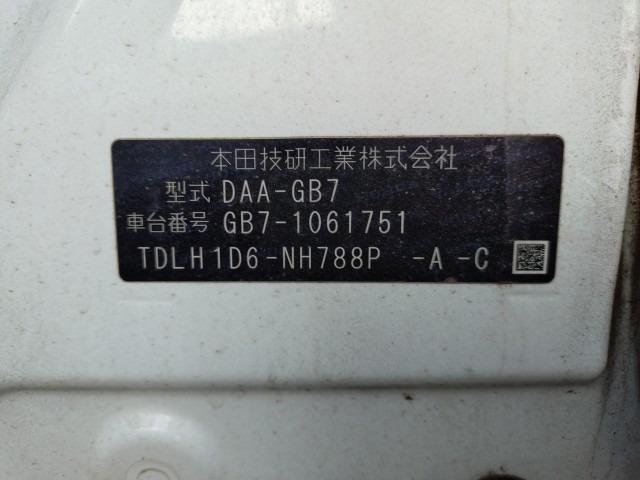 本田技研工業株式会社
型式 DAA-GB7
車台番号 GB7-1061751
TDLH1D6-NH788P -A -C